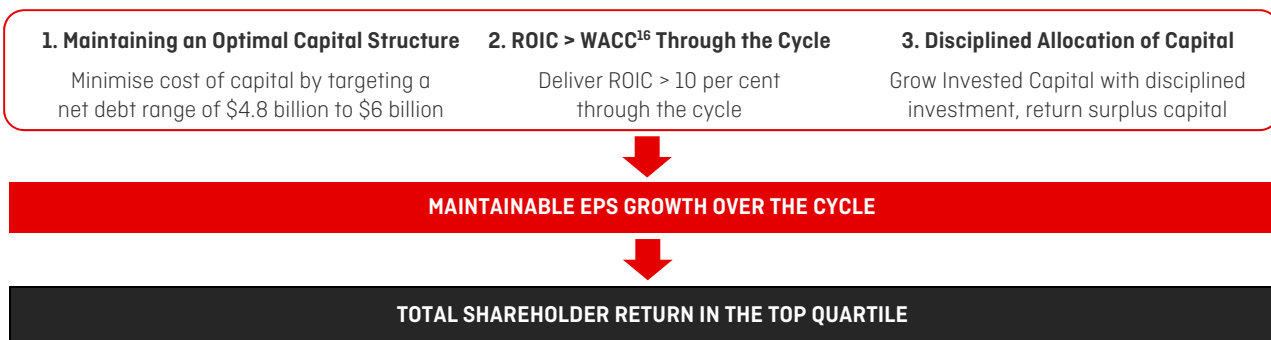 1. Maintaining an Optimal Capital Structure
Minimise cost of capital by targeting a
net debt range of $4.8 billion to $6 billion
2. ROIC > WACC¹⁶ Through the Cycle
Deliver ROIC > 10 per cent
through the cycle
3. Disciplined Allocation of Capital
Grow Invested Capital with disciplined
investment, return surplus capital
MAINTAINABLE EPS GROWTH OVER THE CYCLE
TOTAL SHAREHOLDER RETURN IN THE TOP QUARTILE